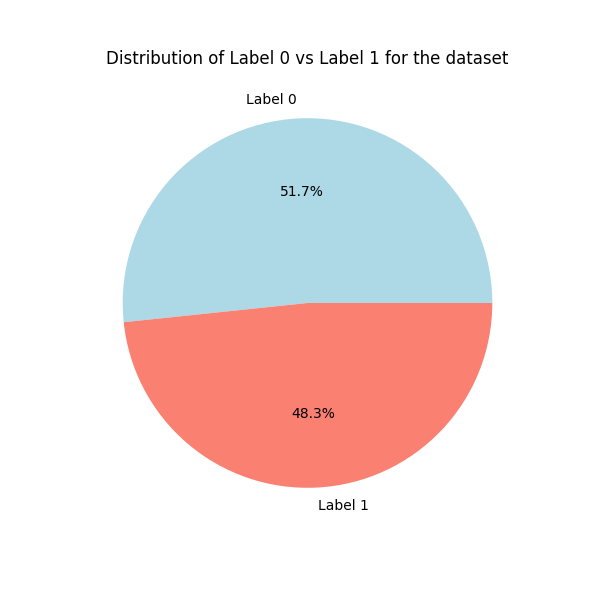 Distribution of Label 0 vs Label 1 for the dataset
Label 0
51.7%
48.3%
Label 1